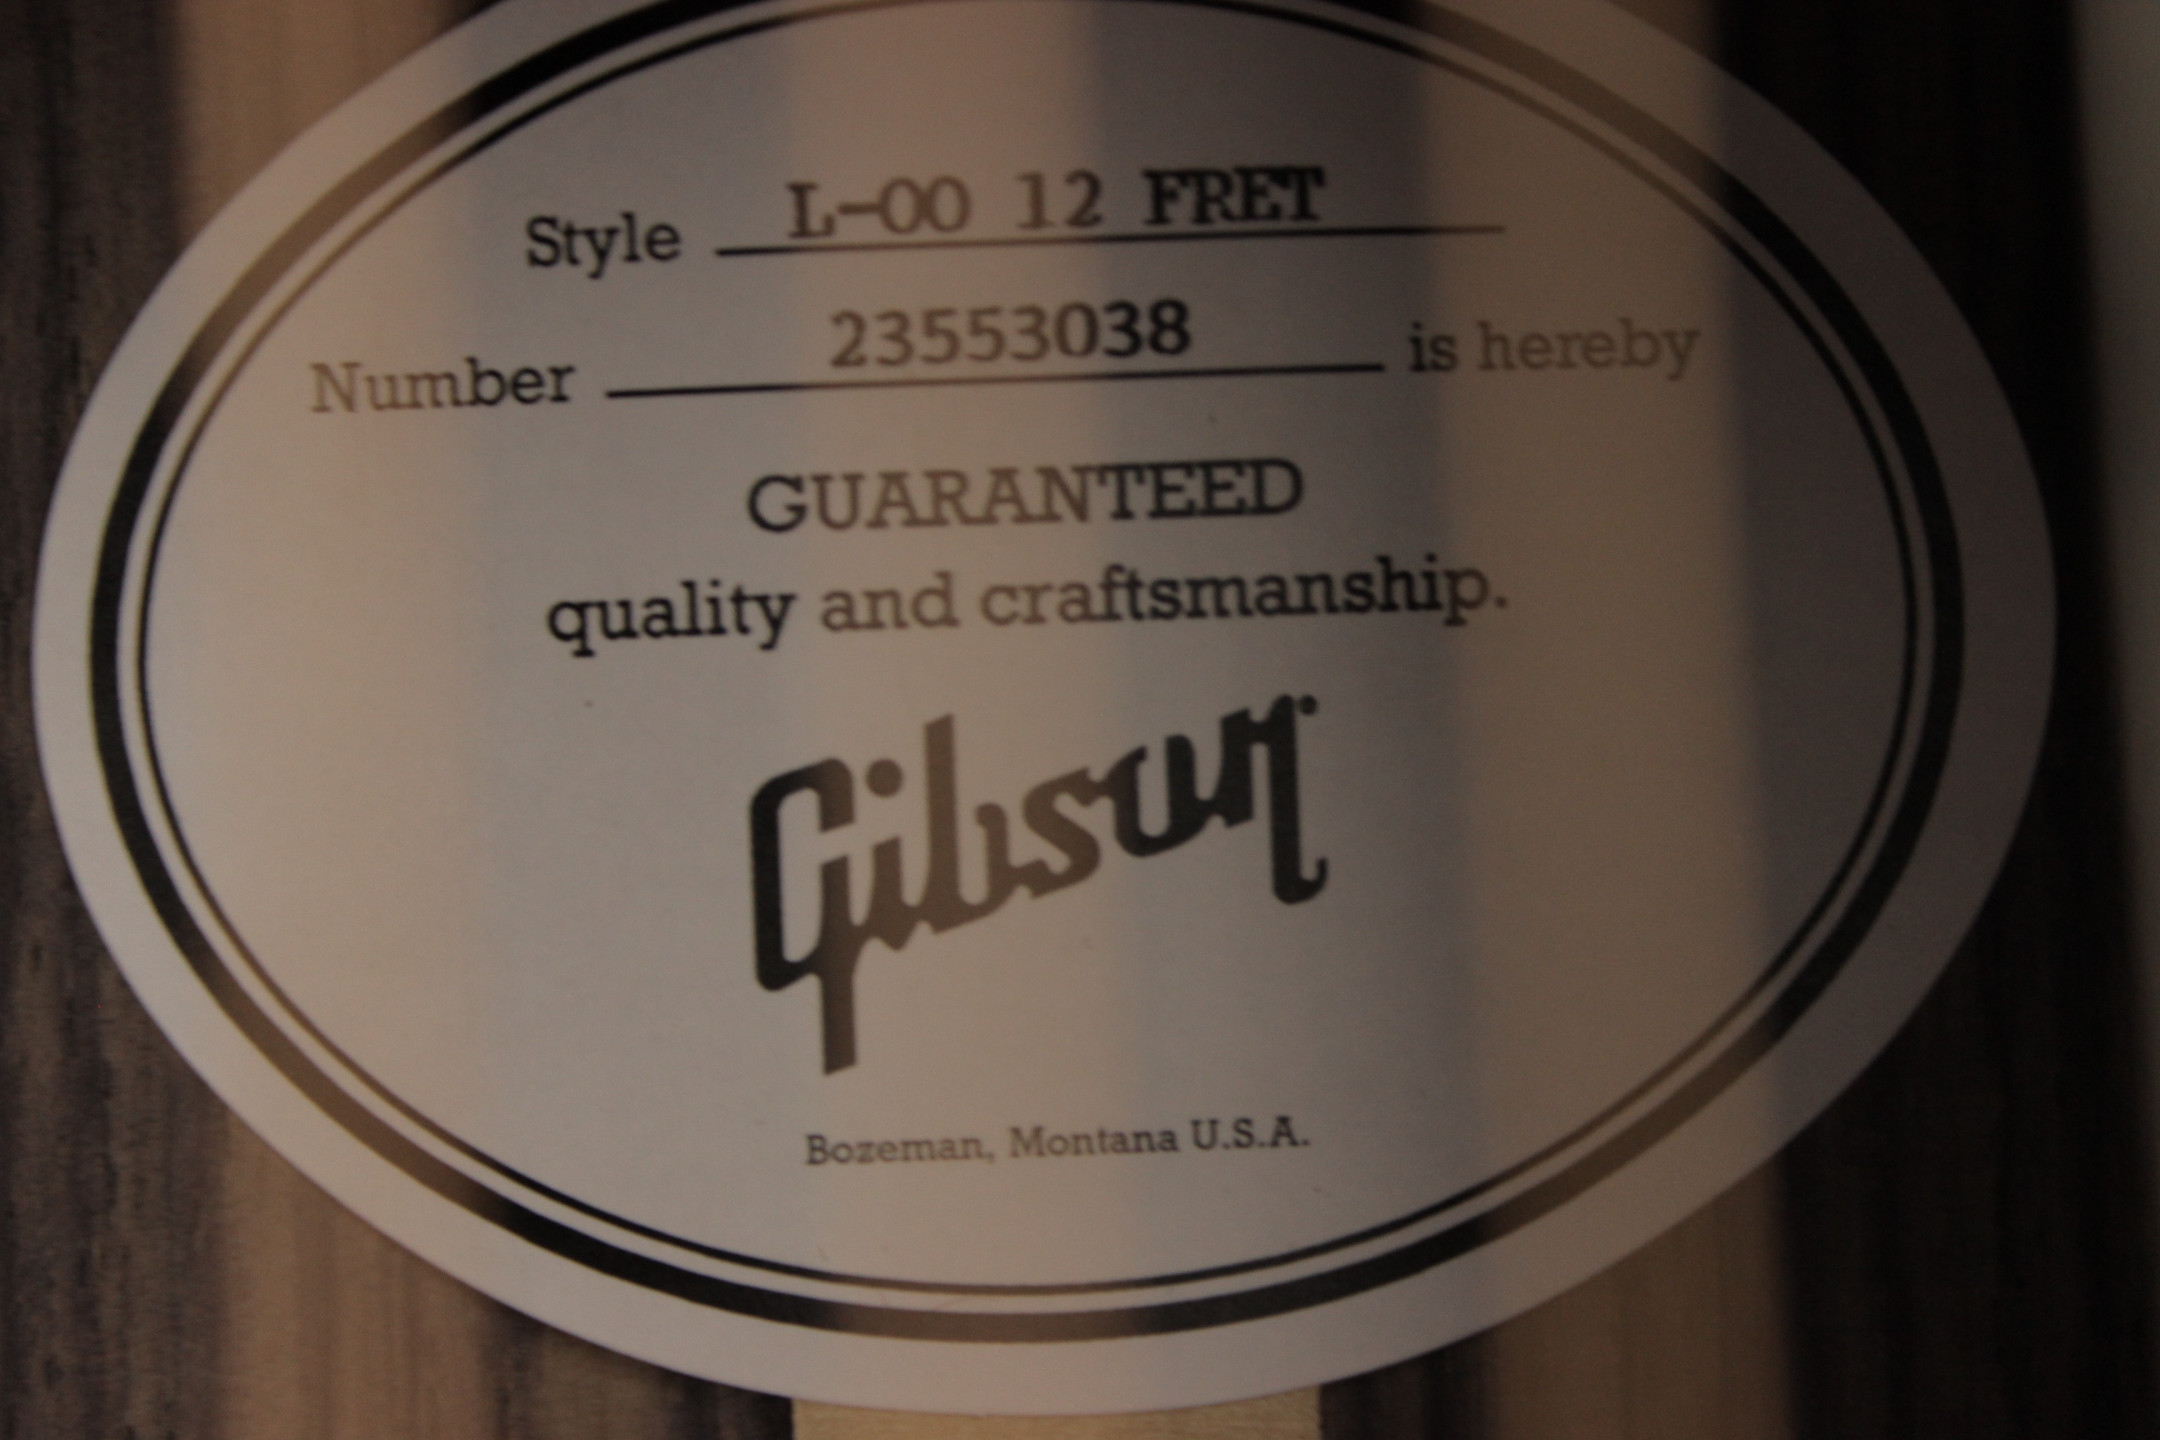 Style L-00 12 FRET
Number 23553038 is hereby
GUARANTEED
quality and craftsmanship.
Gibson
Bozeman, Montana U.S.A.